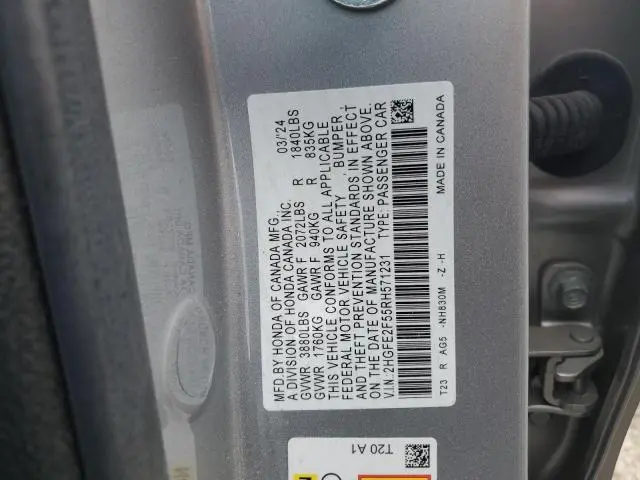 MFD BY HONDA OF CANADA MFG., 03/'24
A DIVISION OF HONDA CANADA INC.
GVWR 3880LBS GAWR F 2072LBS R 1840LBS
GVWR 1760KG GAWR F 940KG R 835KG
THIS VEHICLE CONFORMS TO ALL APPLICABLE
FEDERAL MOTOR VEHICLE SAFETY, BUMPER,
AND THEFT PREVENTION STANDARDS IN EFFECT
ON THE DATE OF MANUFACTURE SHOWN ABOVE.
V.I.N.: 2HGFE2F55RH571231 TYPE: PASSENGER CAR
TZ3 R AG5 -NH830M -Z -H MADE IN CANADA
T20 A1